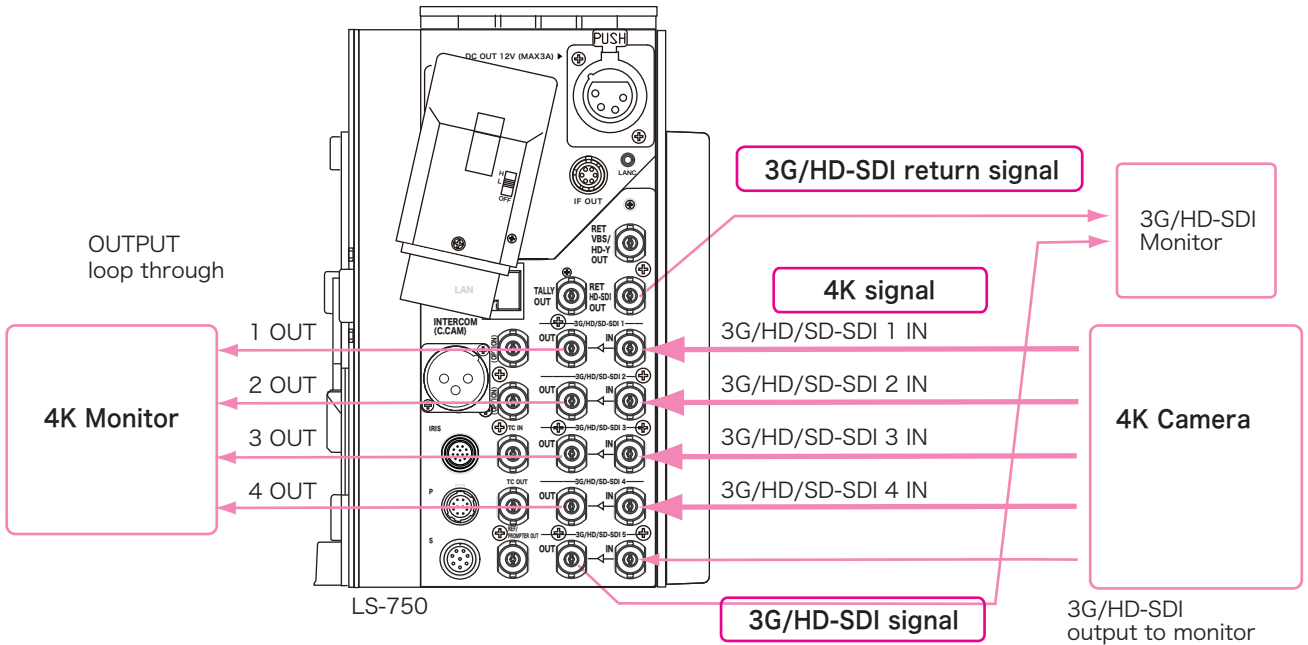 PUSH
DC OUT 12V (MAX3A)
LANC
H
L
OFF
IF OUT
3G/HD-SDI return signal
3G/HD-SDI
Monitor
RET
VBS/
HD-Y
OUT
OUTPUT
loop through
LAN
TALLY
OUT
RET
HD-SDI
OUT
4K signal
INTERCOM
(C.CAM)
OPTION
3G/HD/SD-SDI 1
OUT
IN
1 OUT
3G/HD/SD-SDI 1 IN
OPTION
3G/HD/SD-SDI 2
OUT
IN
2 OUT
3G/HD/SD-SDI 2 IN
4K Monitor
4K Camera
IRIS
TC IN
3G/HD/SD-SDI 3
OUT
IN
3 OUT
3G/HD/SD-SDI 3 IN
P
TC OUT
3G/HD/SD-SDI 4
OUT
IN
4 OUT
3G/HD/SD-SDI 4 IN
S
REF/
PROMPTER OUT
3G/HD/SD-SDI 5
OUT
IN
LS-750
3G/HD-SDI signal
3G/HD-SDI
output to monitor